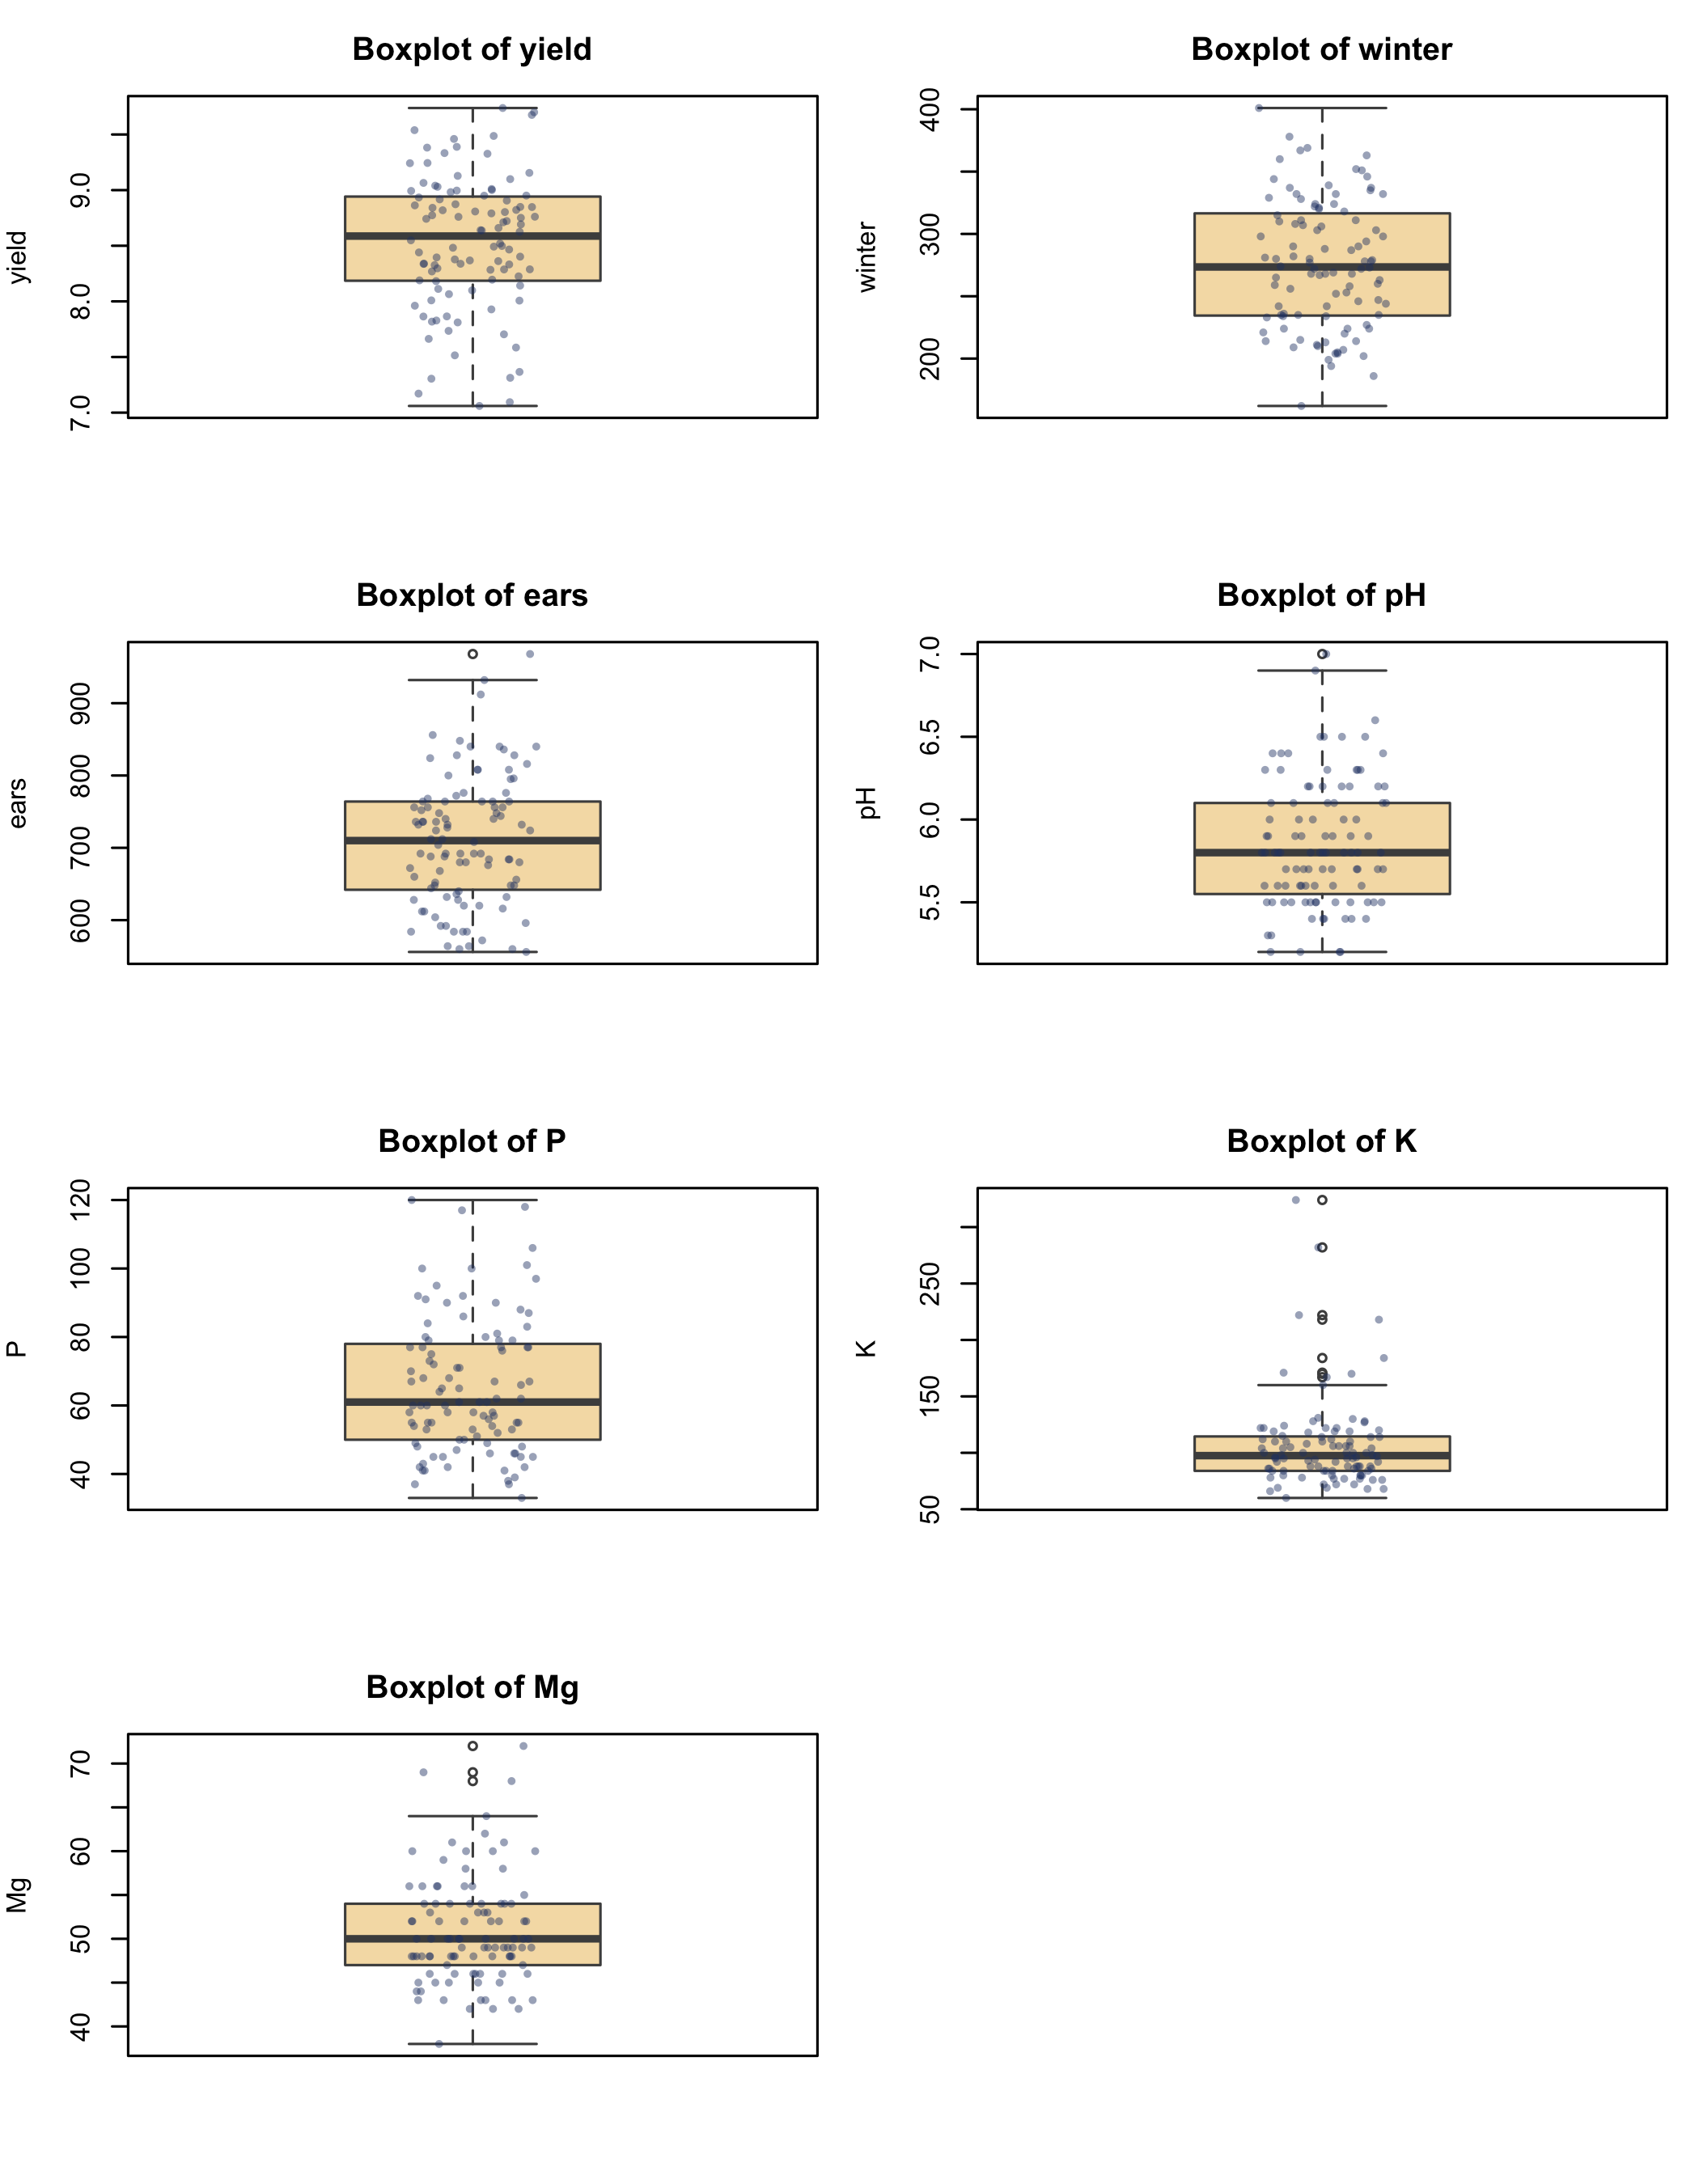 Boxplot of yield
yield
9.0
8.0
7.0
Boxplot of winter
winter
400
300
200
Boxplot of ears
ears
900
800
700
600
Boxplot of pH
pH
7.0
6.5
6.0
5.5
Boxplot of P
P
120
100
80
60
40
Boxplot of K
K
250
150
50
Boxplot of Mg
Mg
70
60
50
40